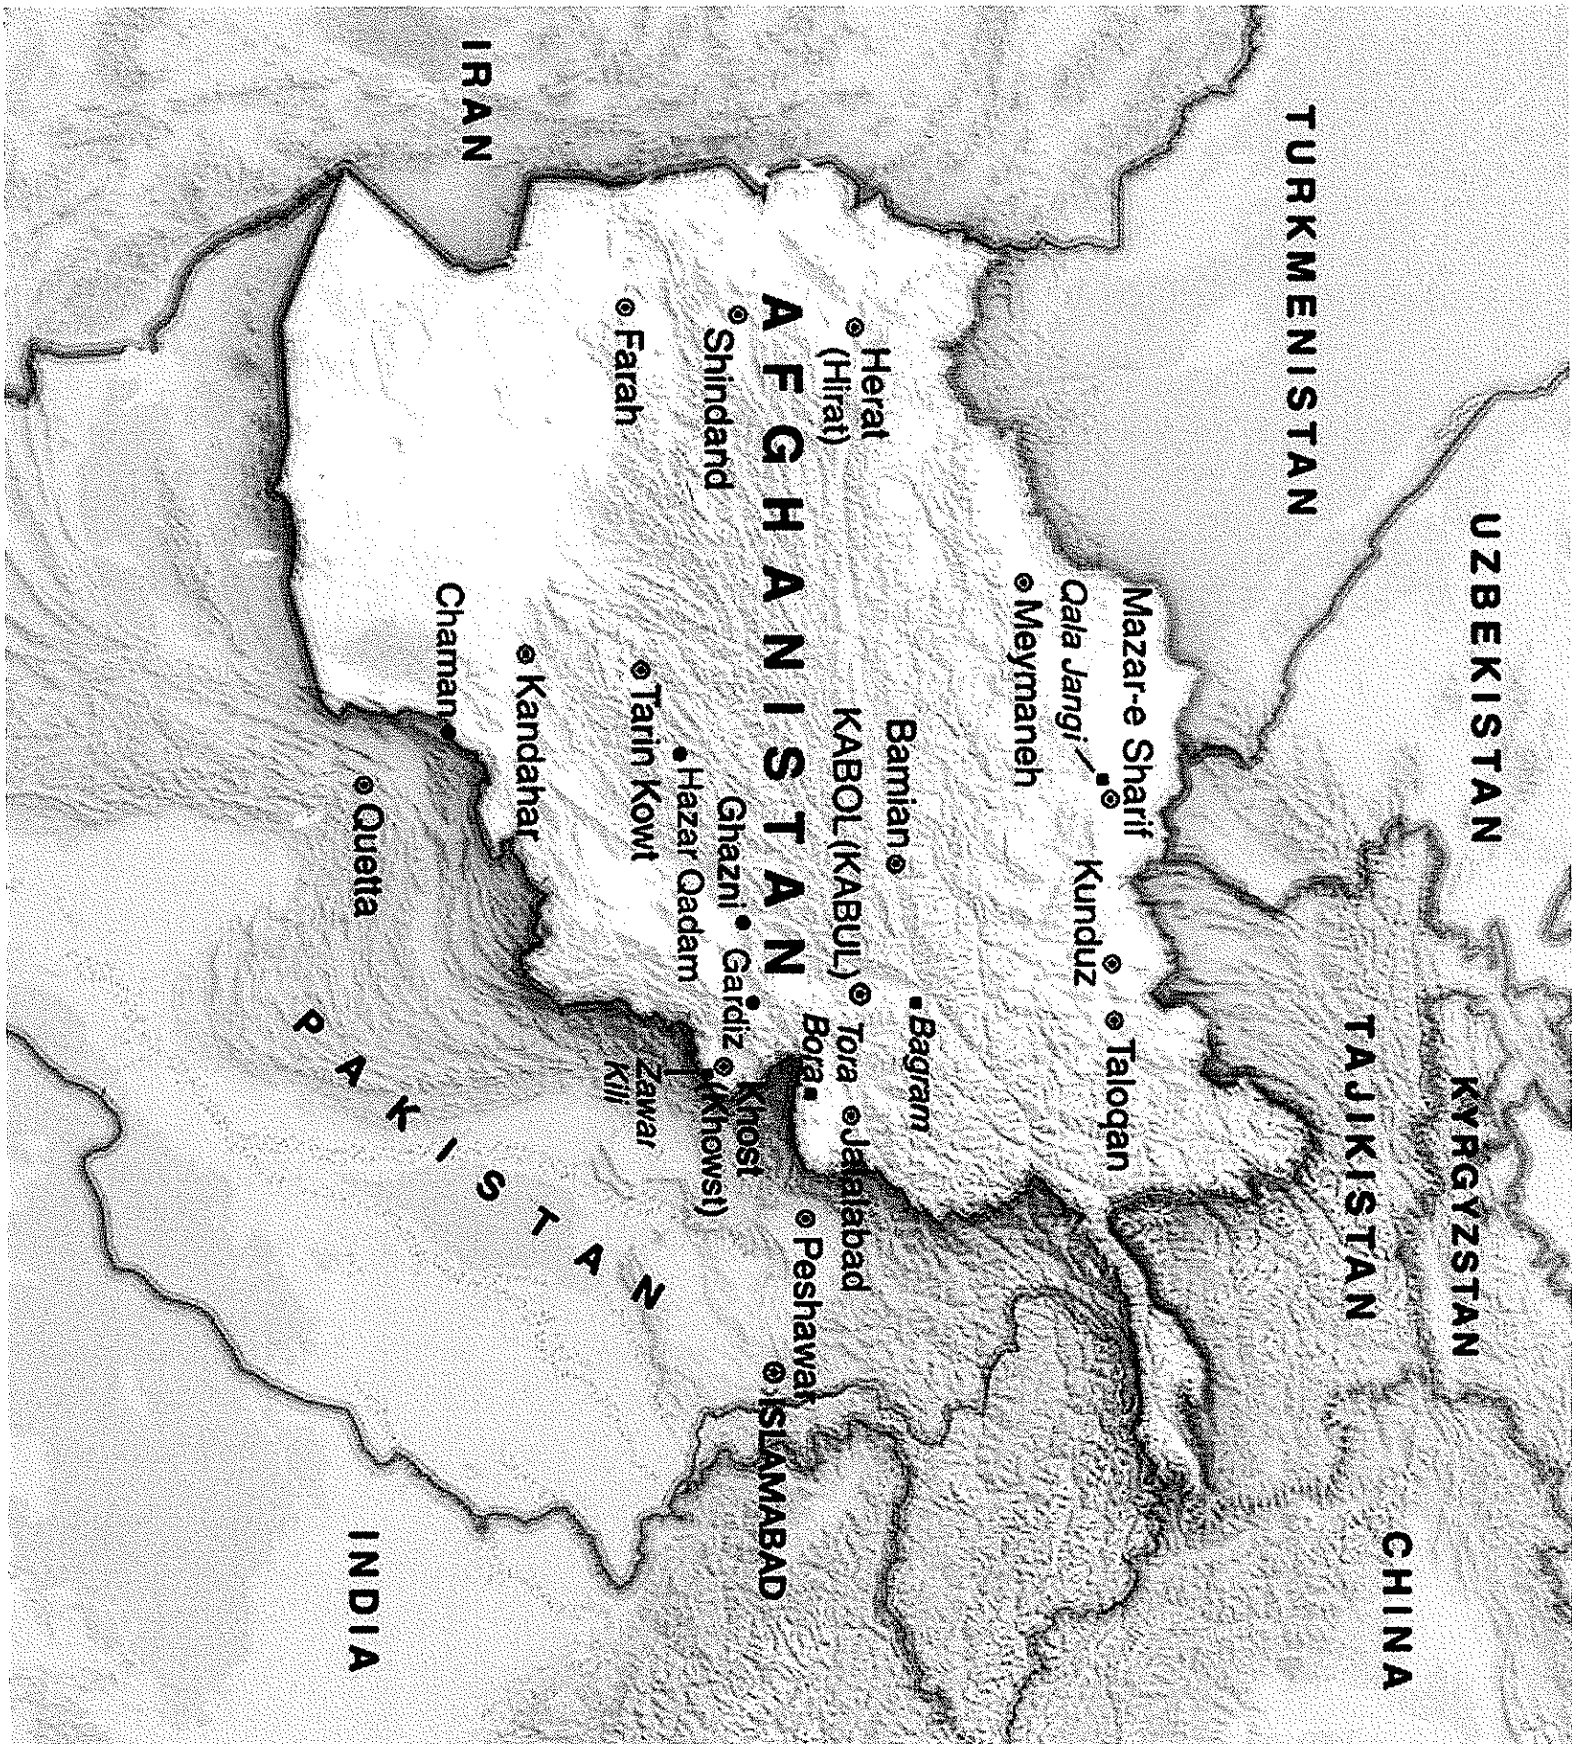 UZBEKISTAN
KYRGYZSTAN
CHINA
TURKMENISTAN
TAJIKISTAN
Mazar-e Sharif
Qala Jangi
Kunduz
Taloqan
Meymaneh
Bamian
Bagram
Herat
(Hirat)
KABOL (KABUL)
Tora
Bora
Jalalabad
AFGHANISTAN
Peshawar
ISLAMABAD
Shindand
Ghazni
Gardiz
Khost
(Khowst)
Hazar Qadam
Zawar
Kili
Farah
Tarin Kowt
Kandahar
IRAN
Chaman
Quetta
PAKISTAN
INDIA